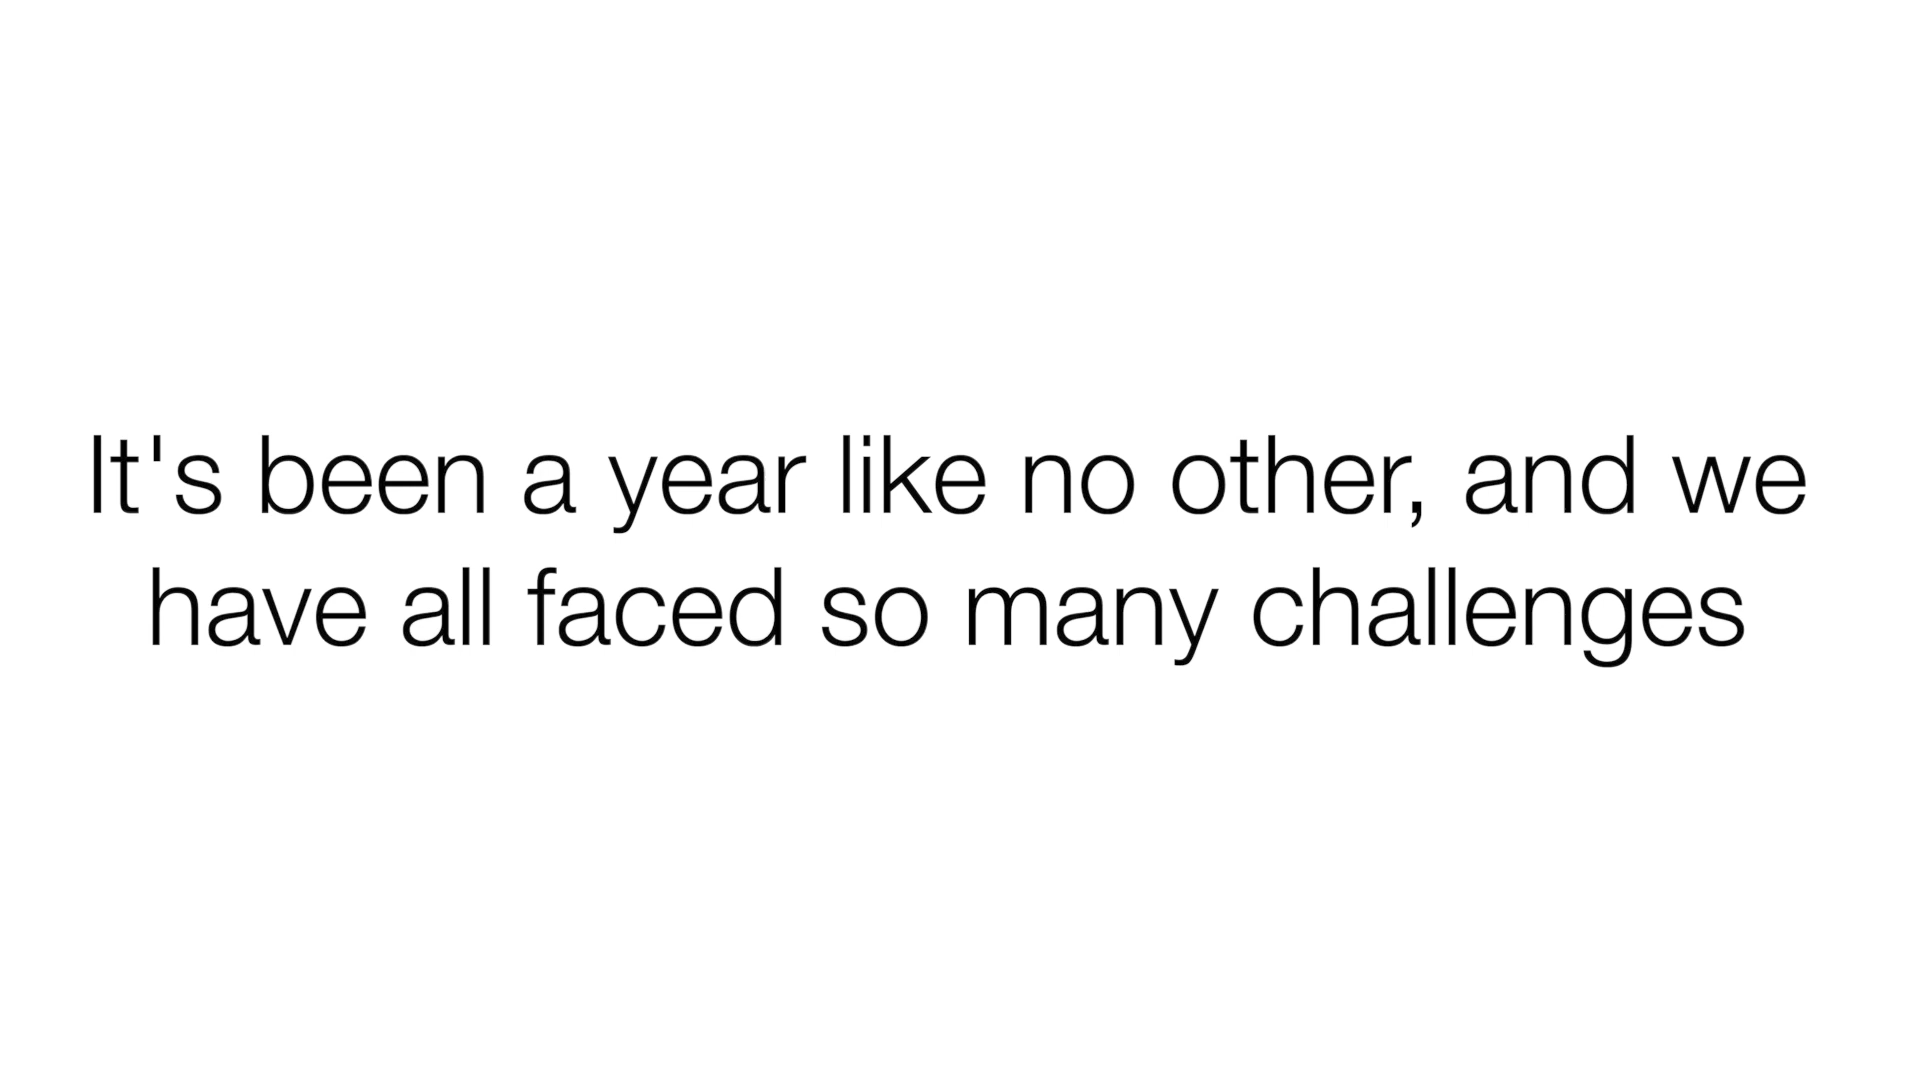 It's been a year like no other, and we
have all faced so many challenges